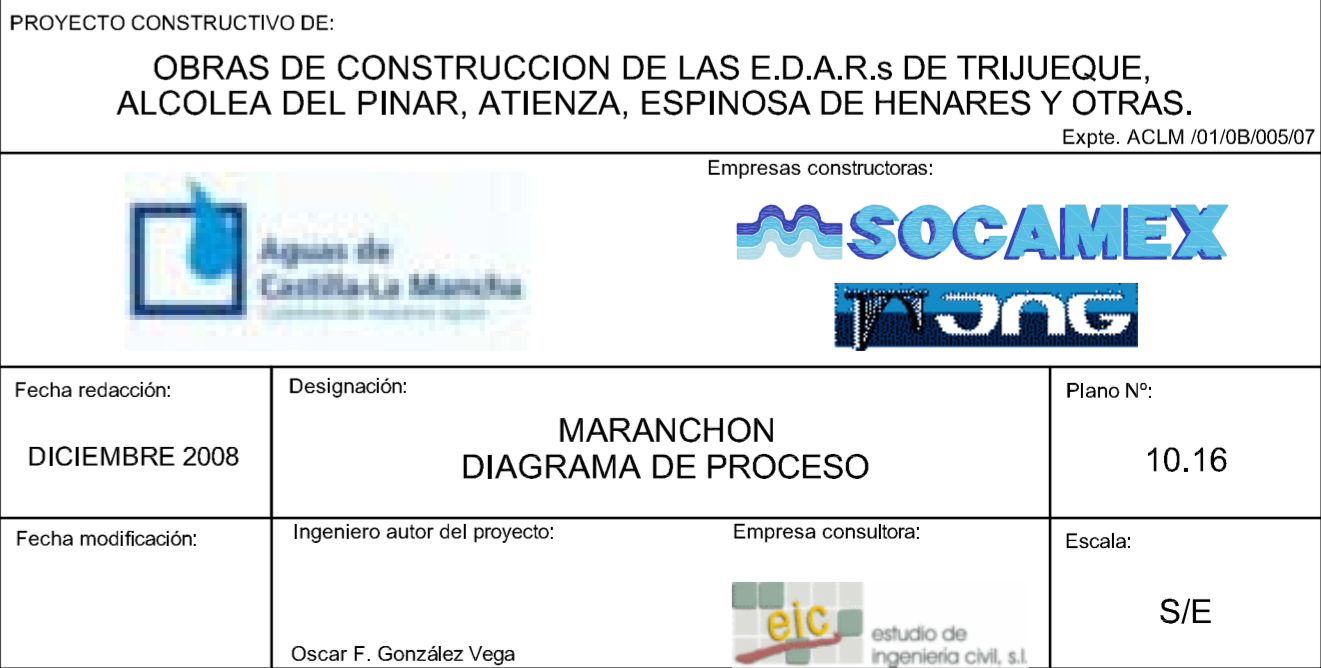 PROYECTO CONSTRUCTIVO DE:
OBRAS DE CONSTRUCCION DE LAS E.D.A.R.s DE TRIJUEQUE,
ALCOLEA DEL PINAR, ATIENZA, ESPINOSA DE HENARES Y OTRAS.
Expte. ACLM /01/0B/005/07
Aguas de
Castilla-La Mancha
Empresas constructoras:
SOCAMEX
Fecha redacción:
DICIEMBRE 2008
Designación:
MARANCHON
DIAGRAMA DE PROCESO
Plano Nº:
10.16
Fecha modificación:
Ingeniero autor del proyecto:
Oscar F. González Vega
Empresa consultora:
eic
estudio de
ingeniería civil, s.l.
Escala:
S/E